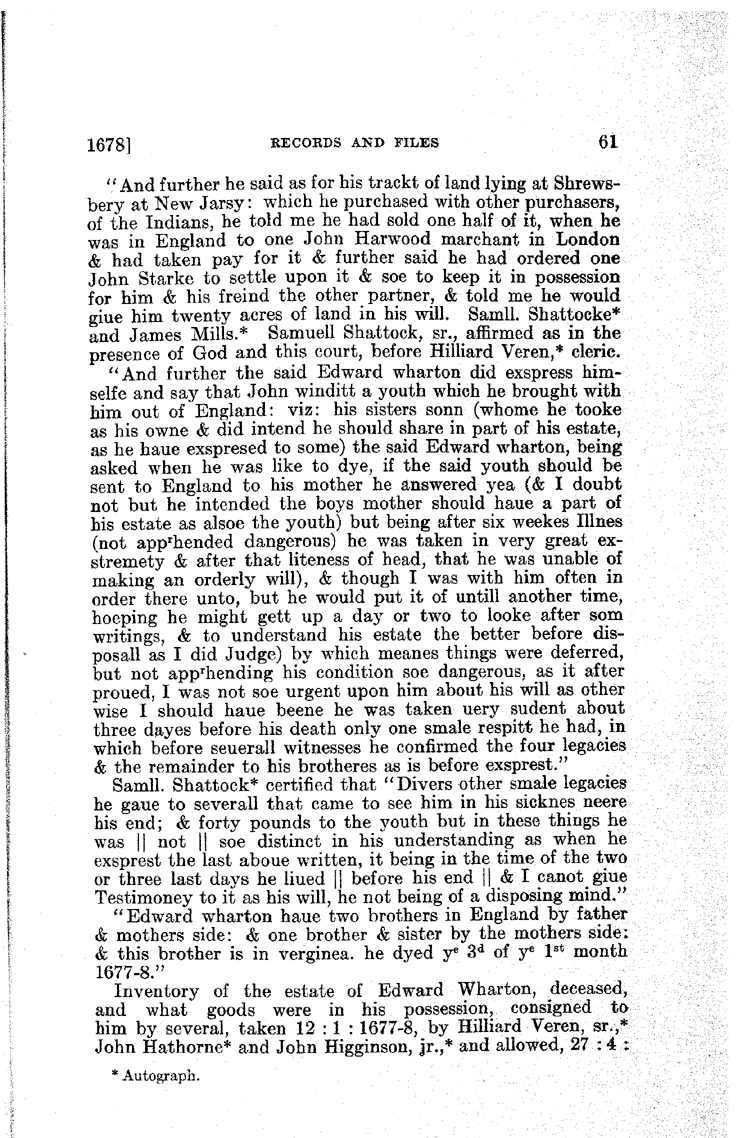 1678] RECORDS AND FILES 61
"And further he said as for his trackt of land lying at Shrews-
bery at New Jarsy: which he purchased with other purchasers,
of the Indians, he told me he had sold one half of it, when he
was in England to one John Harwood marchant in London
& had taken pay for it & further said he had ordered one
John Starke to settle upon it & soe to keep it in possession
for him & his freind the other partner, & told me he would
giue him twenty acres of land in his will. Samll. Shattocke*
and James Mills.* Samuell Shattock, sr., affirmed as in the
presence of God and this court, before Hilliard Veren,* cleric.
"And further the said Edward wharton did exspress him-
selfe and say that John winditt a youth which he brought with
him out of England: viz: his sisters sonn (whome he tooke
as his owne & did intend he should share in part of his estate,
as he haue exspresed to some) the said Edward wharton, being
asked when he was like to dye, if the said youth should be
sent to England to his mother he answered yea (& I doubt
not but he intended the boys mother should haue a part of
his estate as alsoe the youth) but being after six weekes Illnes
(not appʳhended dangerous) he was taken in very great ex-
stremety & after that liteness of head, that he was unable of
making an orderly will), & though I was with him often in
order there unto, but he would put it of untill another time,
hoeping he might gett up a day or two to looke after som
writings, & to understand his estate the better before dis-
posall as I did Judge) by which meanes things were deferred,
but not appʳhending his condition soe dangerous, as it after
proued, I was not soe urgent upon him about his will as other
wise I should haue beene he was taken uery sudent about
three dayes before his death only one smale respitt he had, in
which before seuerall witnesses he confirmed the four legacies
& the remainder to his brotheres as is before exsprest."
Samll. Shattock* certified that "Divers other smale legacies
he gaue to severall that came to see him in his sicknes neere
his end; & forty pounds to the youth but in these things he
was || not || soe distinct in his understanding as when he
exsprest the last aboue written, it being in the time of the two
or three last days he liued || before his end || & I canot giue
Testimoney to it as his will, he not being of a disposing mind."
"Edward wharton haue two brothers in England by father
& mothers side: & one brother & sister by the mothers side:
& this brother is in verginea. he dyed yᵉ 3ᵈ of yᵉ 1ˢᵗ month
1677-8."
Inventory of the estate of Edward Wharton, deceased,
and what goods were in his possession, consigned to
him by several, taken 12 : 1 : 1677-8, by Hilliard Veren, sr.,*
John Hathorne* and John Higginson, jr.,* and allowed, 27 : 4 :
* Autograph.